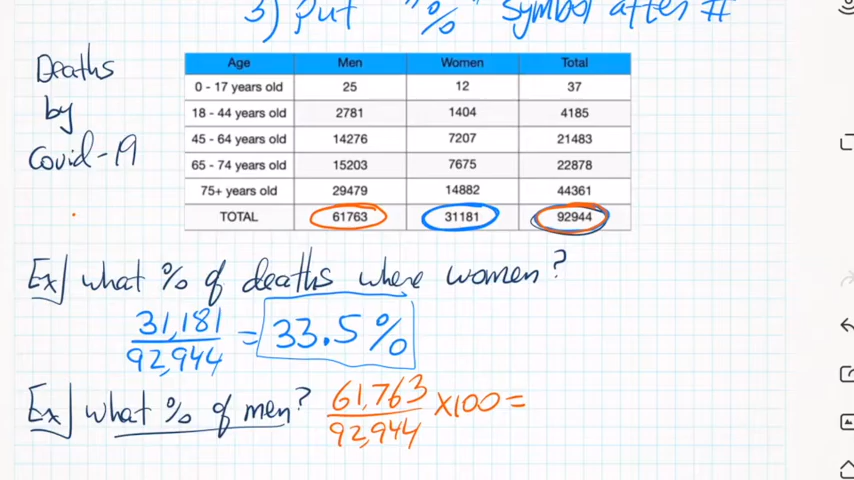 3) Put "%" symbol after #
Deaths
by
Covid-19
Age Men Women Total
0 - 17 years old 25 12 37
18 - 44 years old 2781 1404 4185
45 - 64 years old 14276 7207 21483
65 - 74 years old 15203 7675 22878
75+ years old 29479 14882 44361
TOTAL 61763 31181 92944
Ex] what % of deaths where women?
31,181
92,944
= 33.5%
Ex] what % of men?
61,763
92,944
×100=